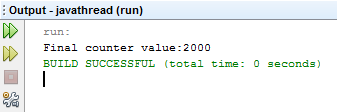 Output - javathread (run)
run:
Final counter value:2000
BUILD SUCCESSFUL (total time: 0 seconds)